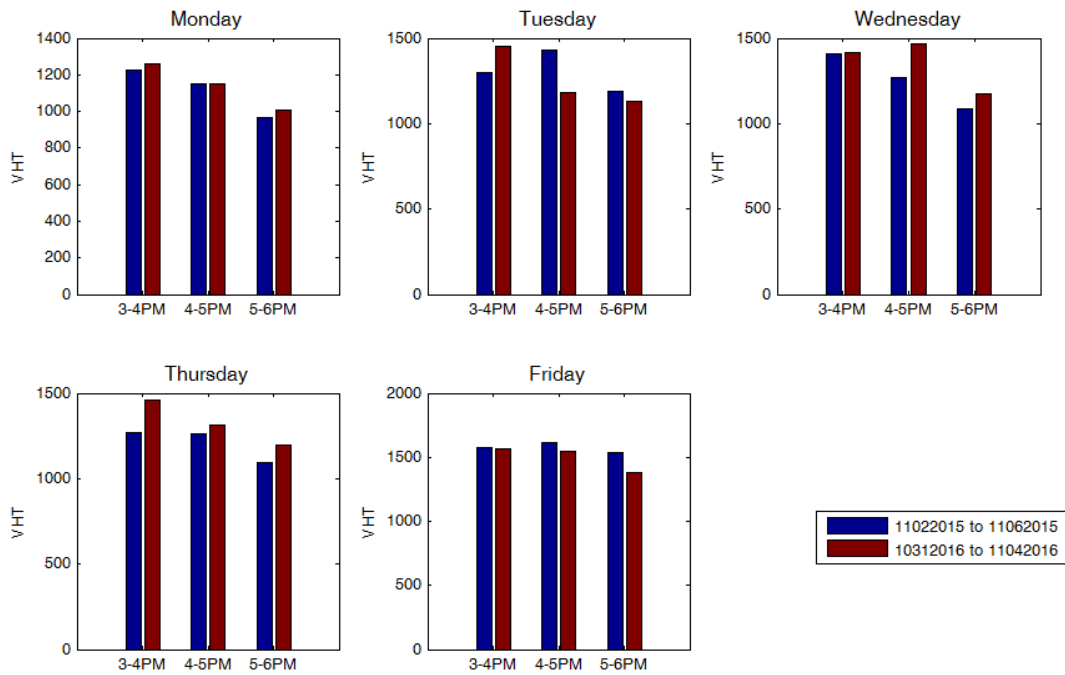 Monday
1400
1200
1000
800
600
400
200
0
VHT
3-4PM 4-5PM 5-6PM
Tuesday
1500
1000
500
0
VHT
3-4PM 4-5PM 5-6PM
Wednesday
1500
1000
500
0
VHT
3-4PM 4-5PM 5-6PM
Thursday
1500
1000
500
0
VHT
3-4PM 4-5PM 5-6PM
Friday
2000
1500
1000
500
0
VHT
3-4PM 4-5PM 5-6PM
11022015 to 11062015
10312016 to 11042016